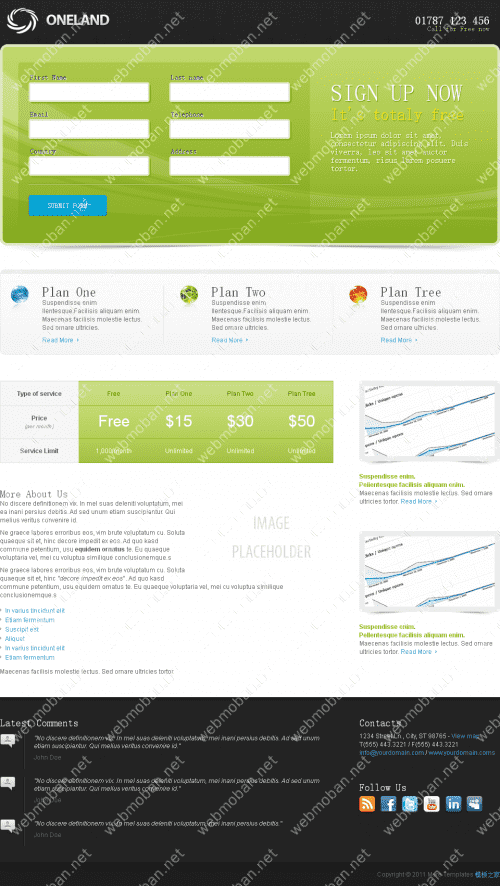 ONELAND
01787 123 456
Call for Free now
First Name
Last name
Email
Telephone
Country
Address
SUBMIT FORM
SIGN UP NOW
It's totaly free
Lorem ipsum dolor sit amet,
consectetur adipiscing elit. Duis
viverra, leo sit amet auctor
fermentum, risus lorem posuere
tortor.
Plan One
Suspendisse enim,
llentesque.Facilisis aliquam enim.
Maecenas facilisis molestie lectus.
Sed ornare ultricies.
Read More
Plan Two
Suspendisse enim,
llentesque.Facilisis aliquam enim.
Maecenas facilisis molestie lectus.
Sed ornare ultricies.
Read More
Plan Tree
Suspendisse enim,
llentesque.Facilisis aliquam enim.
Maecenas facilisis molestie lectus.
Sed ornare ultricies.
Read More
Type of service Free Plan One Plan Two Plan Tree
Price Free $15 $30 $50
(per month)
Service Limit 1,000/month Unlimited Unlimited Unlimited
More About Us
No discere definitionem vix. In mel suas deleniti voluptatum, mei
ea inani persius debitis. Ad sed unum etiam suscipiantur. Qui
melius veritus convenire id.
Ne graece labores erroribus eos, vim brute voluptatum cu. Soluta
quaeque sit et, hinc decore impedit ex eos. Ad quo kasd
commune petentium, usu equidem ornatus te. Eu quaeque
voluptaria vel, mei cu voluptua similique conclusionemque.s
Ne graece labores erroribus eos, vim brute voluptatum cu. Soluta
quaeque sit et, hinc "decore impedit ex eos". Ad quo kasd
commune petentium, usu equidem ornatus te. Eu quaeque voluptaria vel, mei cu voluptua similique
conclusionemque.s
In varius tincidunt elit
Etiam fermentum
Suscipit est
Alique!
In varius tincidunt elit
Etiam fermentum
Maecenas facilisis molestie lectus. Sed ornare ultricies tortor
IMAGE
PLACEHOLDER
Suspendisse enim,
Pellentesque facilisis aliquam enim.
Maecenas facilisis molestie lectus. Sed ornare
ultricies tortor. Read More
Suspendisse enim,
Pellentesque facilisis aliquam enim.
Maecenas facilisis molestie lectus. Sed ornare
ultricies tortor. Read More
Latest Comments
"No discere definitionem vix. In mel suas deleniti voluptatum, mei inani persius debitis. Ad sed unum
etiam suscipiantur. Qui melius veritus convenire id."
John Doe
"No discere definitionem vix. In mel suas deleniti voluptatum, mei inani persius debitis. Ad sed unum
etiam suscipiantur. Qui melius veritus convenire id."
John Doe
"No discere definitionem vix. In mel suas deleniti voluptatum, mei inani persius debitis."
John Doe
Contacts
1234 Street Ln., City, ST 98765 - View map
T(555) 443.3221 / F(555) 443.3221
info@yourdomain.com / www.yourdomain.coms
Follow Us
Copyright © 2011 Templates 模板之家
webmoban.net